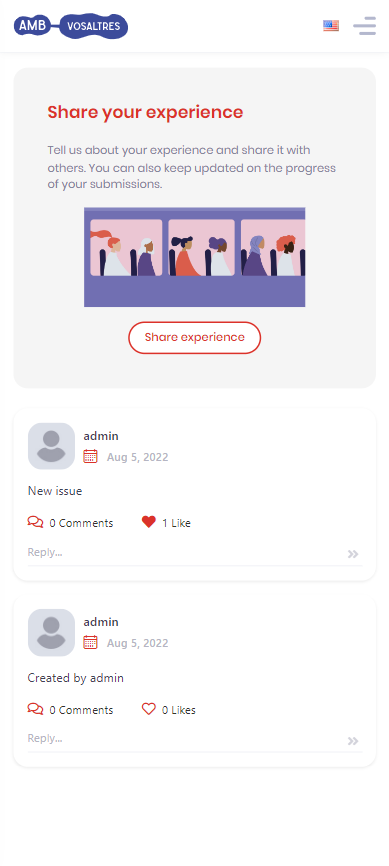 AMB VOSALTRES
Share your experience
Tell us about your experience and share it with
others. You can also keep updated on the progress
of your submissions.
Share experience
admin
Aug 5, 2022
New issue
0 Comments 1 Like
Reply...
admin
Aug 5, 2022
Created by admin
0 Comments 0 Likes
Reply...